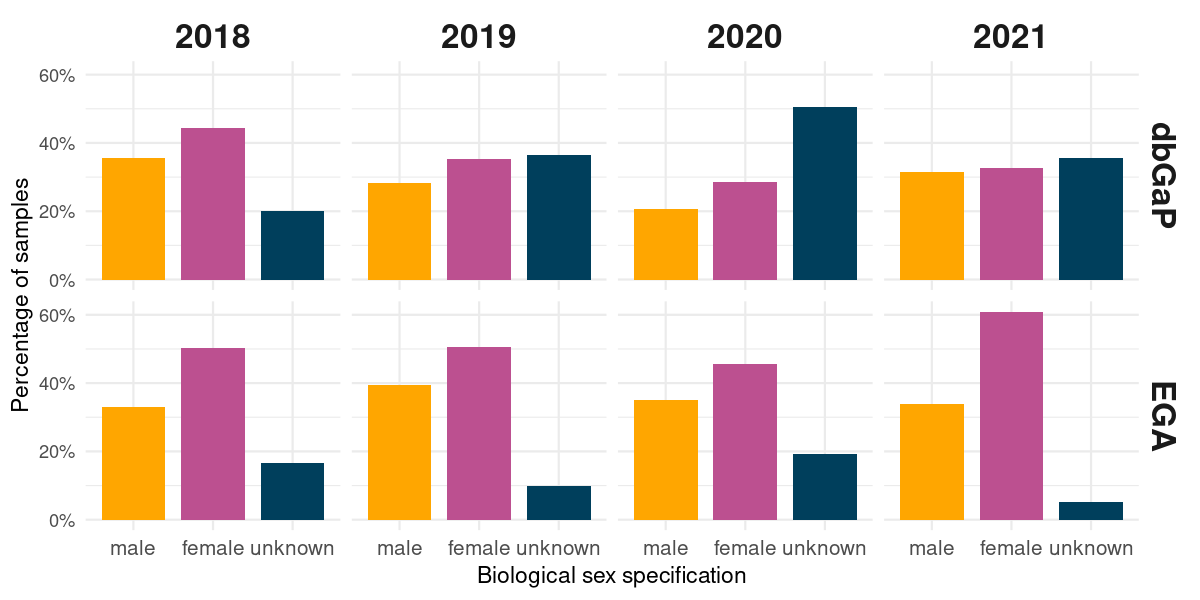 2018 2019 2020 2021
60%
40%
20%
0%
dbGaP
60%
40%
20%
0%
EGA
Percentage of samples
male female unknown male female unknown male female unknown male female unknown
Biological sex specification